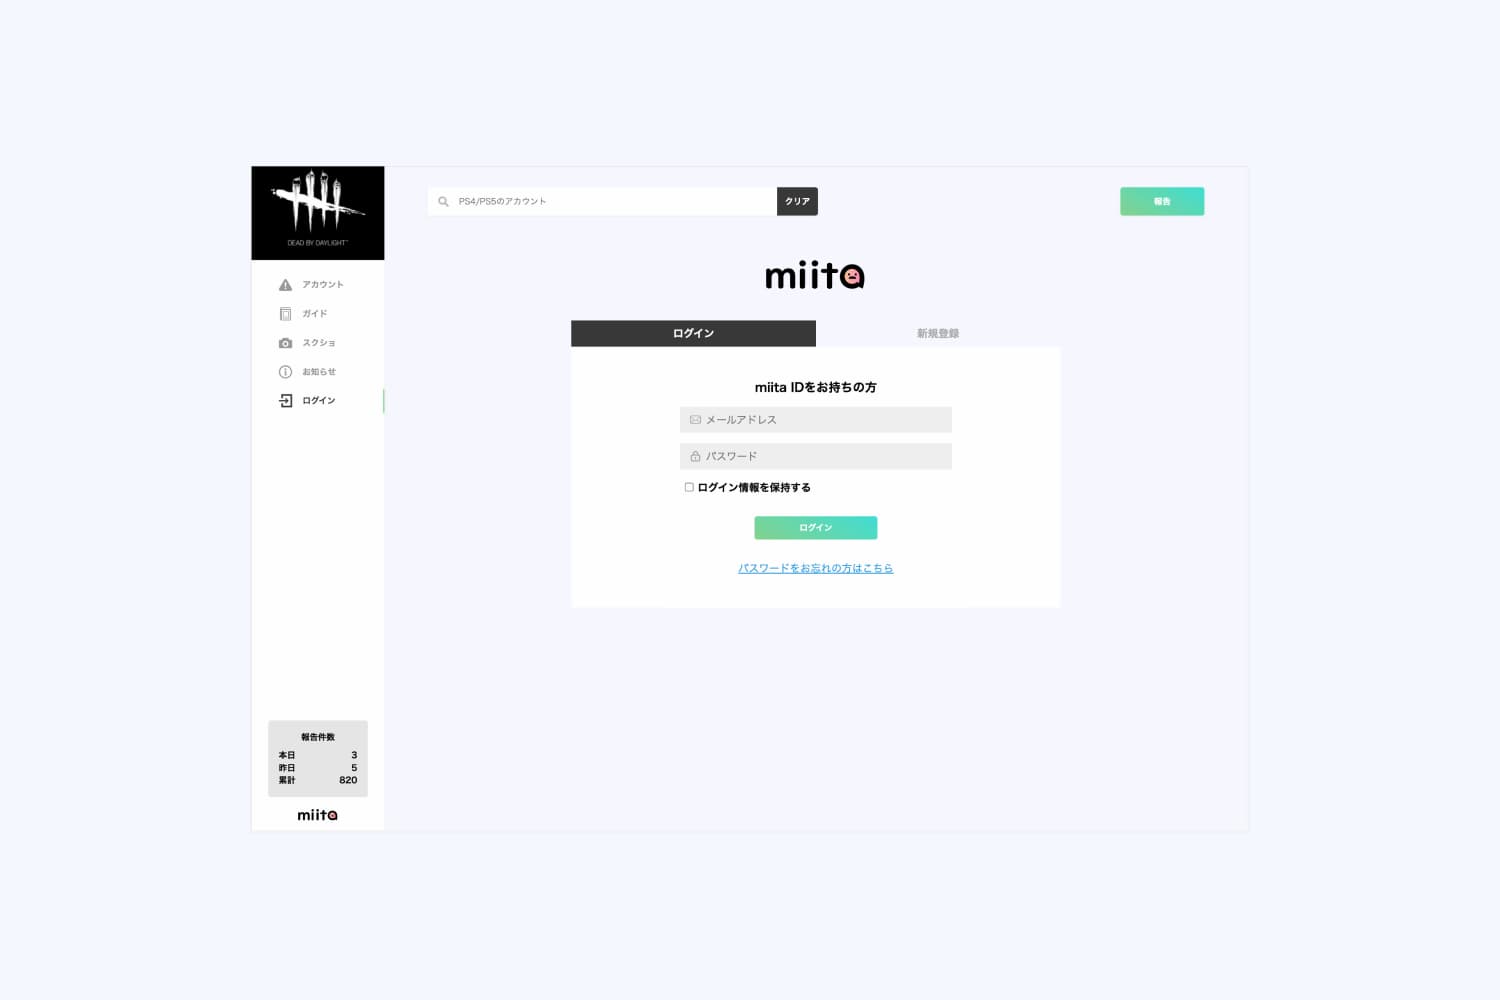 DEAD BY DAYLIGHT™
アカウント
ガイド
スクショ
お知らせ
ログイン
報告件数
本日 3
昨日 5
累計 820
miita
PS4/PS5のアカウント
クリア
報告
miita
ログイン
新規登録
miita IDをお持ちの方
メールアドレス
パスワード
ログイン情報を保持する
ログイン
パスワードをお忘れの方はこちら